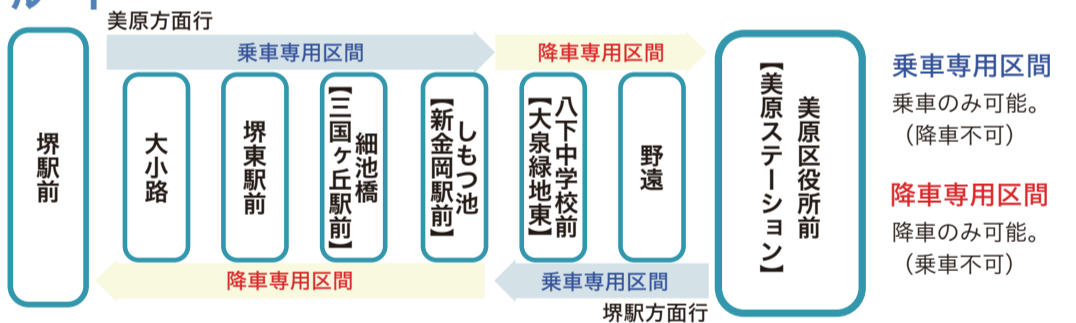 美原方面行
乗車専用区間
降車専用区間
堺駅前
大小路
堺東駅前
細池橋
【三国ヶ丘駅前】
しもつ池
【新金岡駅前】
八下中学校前
【大泉緑地東】
野遠
美原区役所前
【美原ステーション】
降車専用区間
乗車専用区間
堺駅方面行
乗車専用区間
乗車のみ可能。
（降車不可）
降車専用区間
降車のみ可能。
（乗車不可）